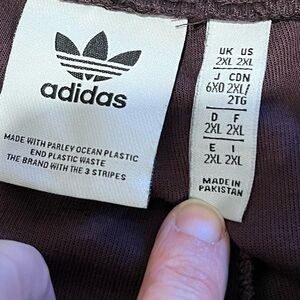 adidas
MADE WITH PARLEY OCEAN PLASTIC
END PLASTIC WASTE
THE BRAND WITH THE 3 STRIPES
UK US
2XL 2XL
J CDN
6XO 2XL/
2TG
D F
2XL 2XL
E I
2XL 2XL
MADE IN
PAKISTAN